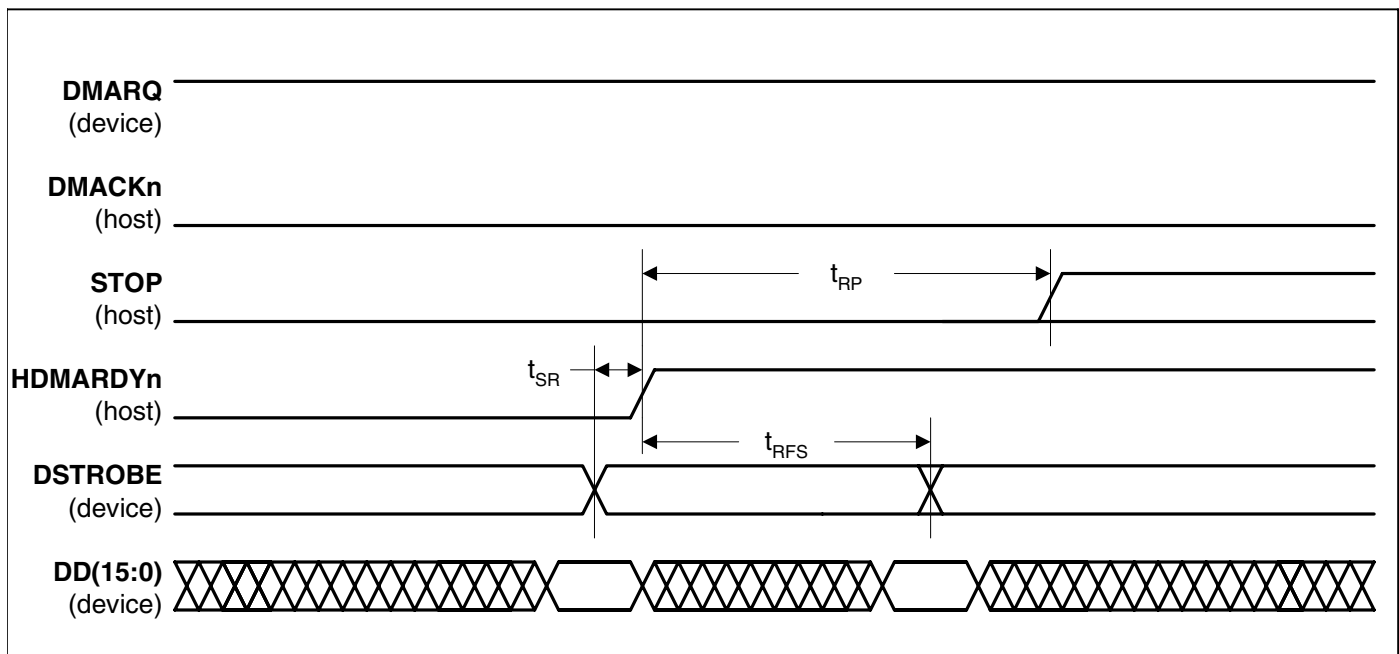 DMARQ
(device)
DMACKn
(host)
STOP
(host)
t_RP
HDMARDYn
(host)
t_SR
DSTROBE
(device)
t_RFS
DD(15:0)
(device)